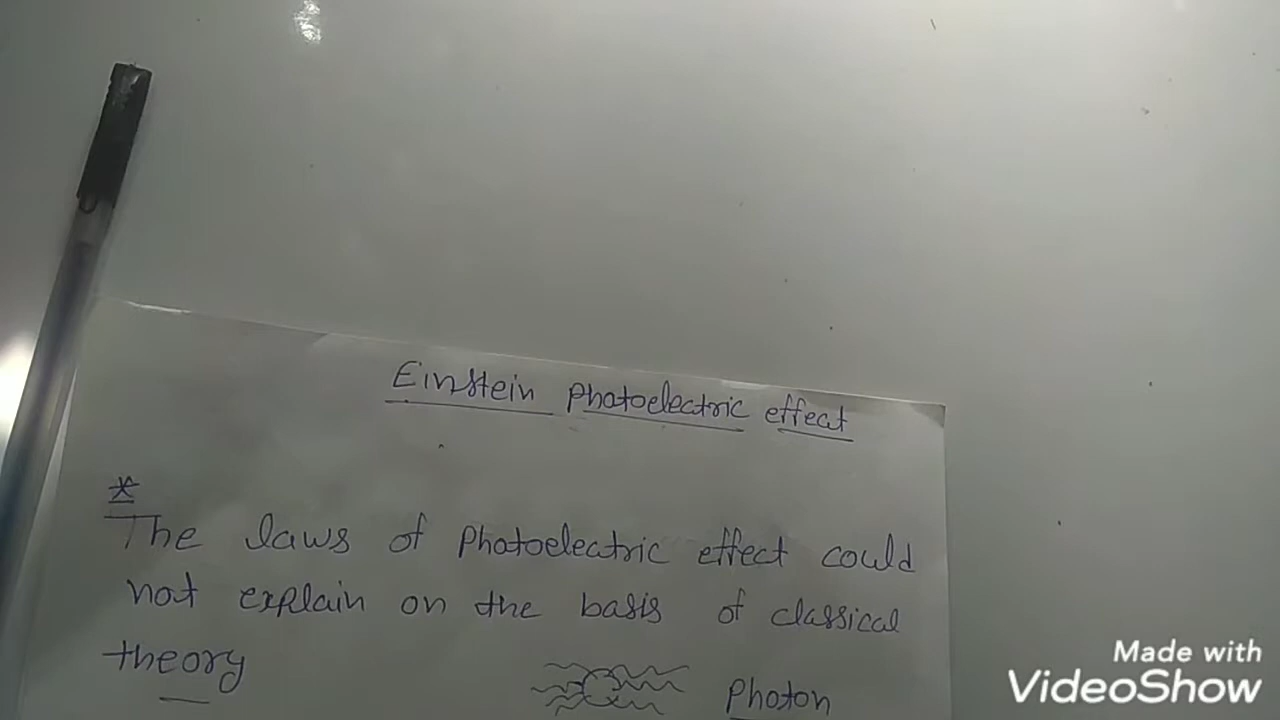 Einstein Photoelectric effect
*
The laws of Photoelectric effect could
not explain on the basis of classical
theory
Photon
Made with
VideoShow